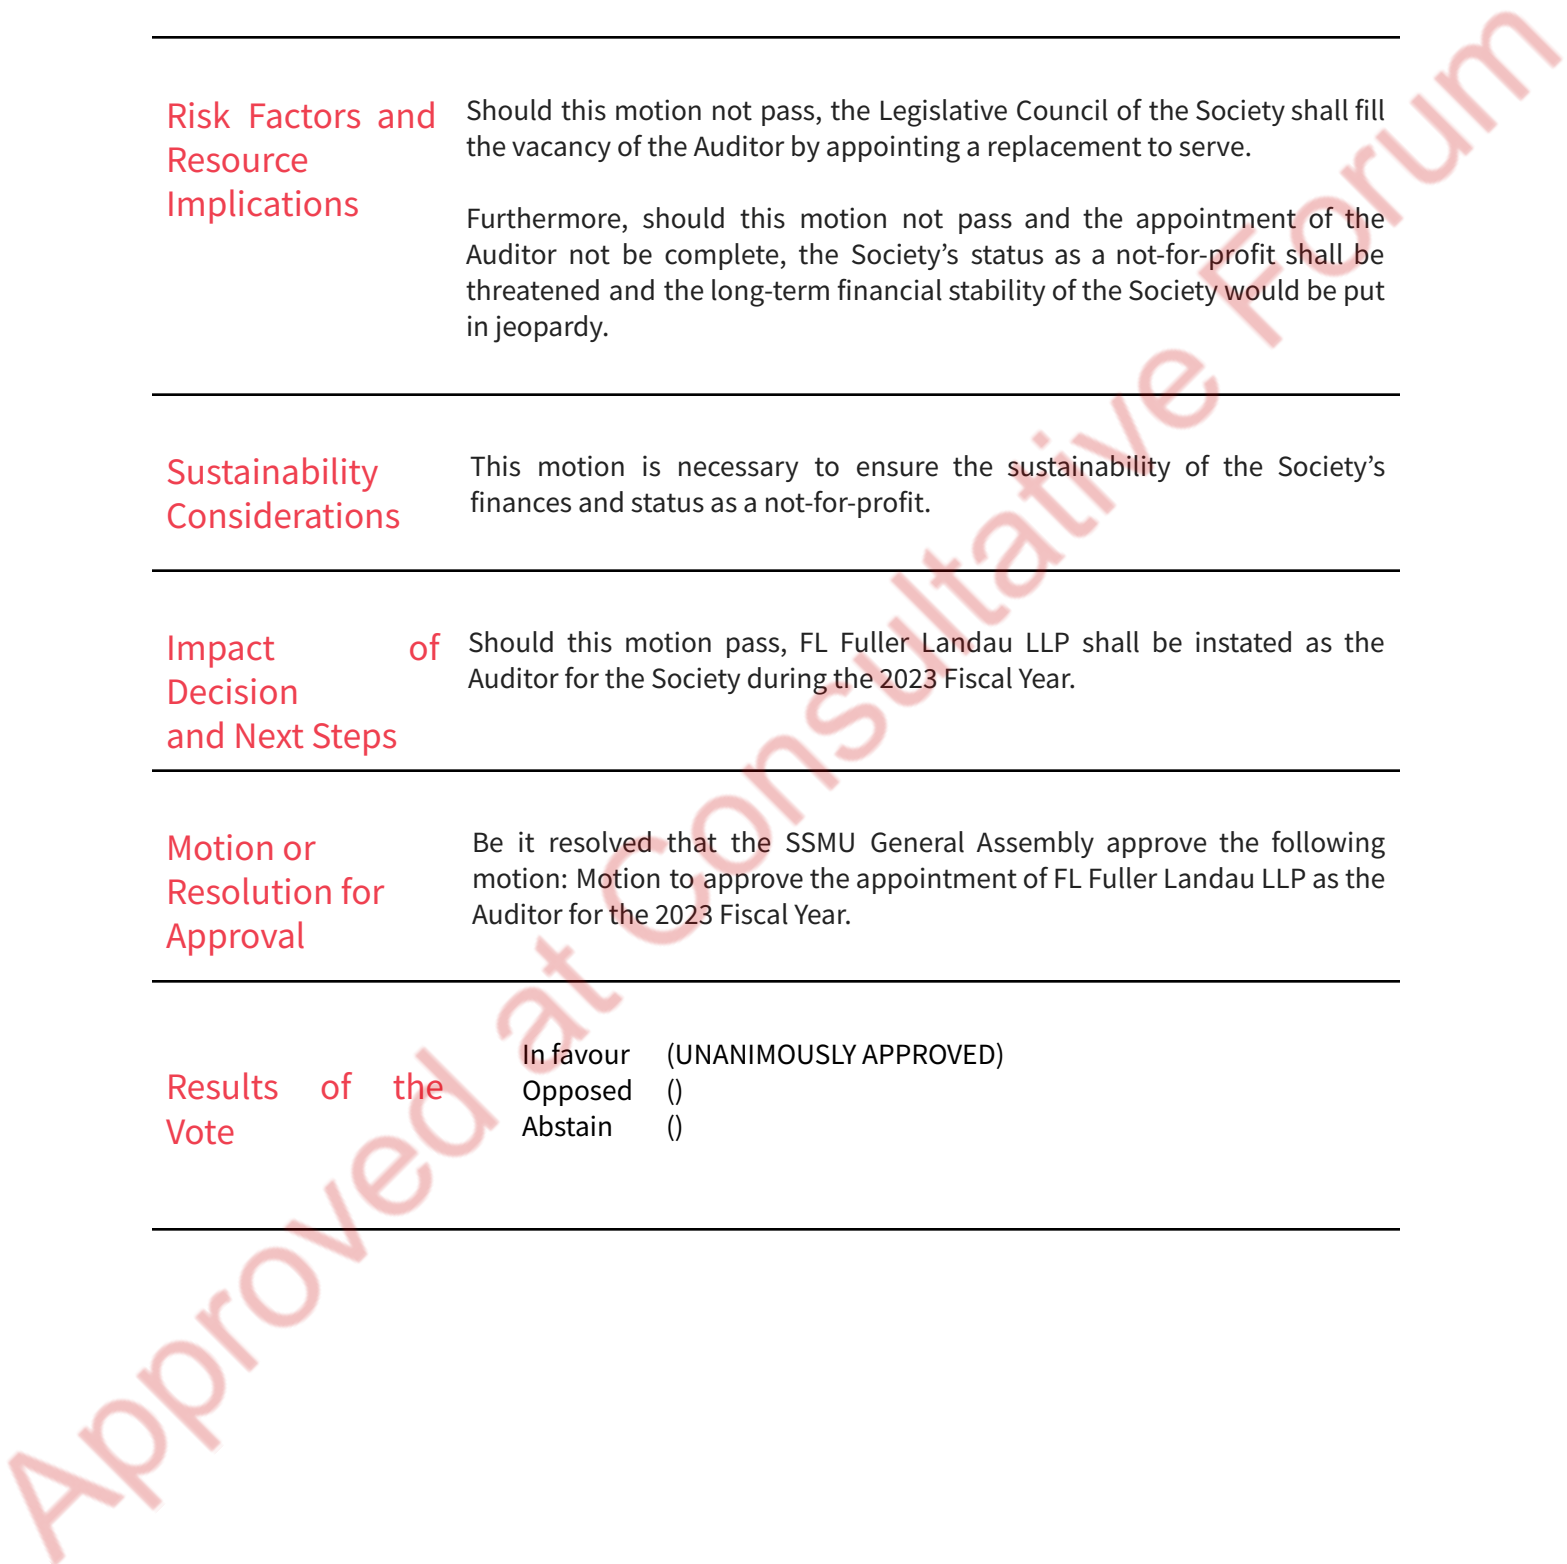 Risk Factors and
Resource
Implications
Should this motion not pass, the Legislative Council of the Society shall fill
the vacancy of the Auditor by appointing a replacement to serve.
Furthermore, should this motion not pass and the appointment of the
Auditor not be complete, the Society's status as a not-for-profit shall be
threatened and the long-term financial stability of the Society would be put
in jeopardy.
Sustainability
Considerations
This motion is necessary to ensure the sustainability of the Society's
finances and status as a not-for-profit.
Impact of
Decision
and Next Steps
Should this motion pass, FL Fuller Landau LLP shall be instated as the
Auditor for the Society during the 2023 Fiscal Year.
Motion or
Resolution for
Approval
Be it resolved that the SSMU General Assembly approve the following
motion: Motion to approve the appointment of FL Fuller Landau LLP as the
Auditor for the 2023 Fiscal Year.
Results of the
Vote
In favour (UNANIMOUSLY APPROVED)
Opposed ()
Abstain ()
Approved at Consultative Forum